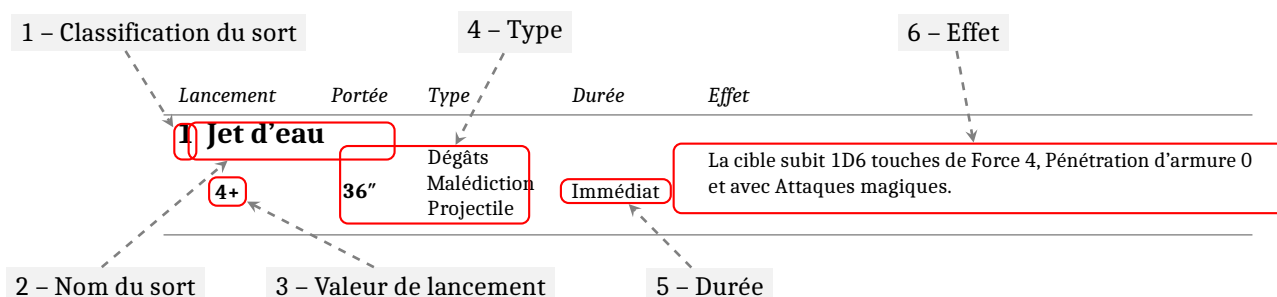 1 – Classification du sort
4 – Type
6 – Effet
Lancement Portée Type Durée Effet
1 Jet d’eau
4+
36″
Dégâts
Malédiction
Projectile
Immédiat
La cible subit 1D6 touches de Force 4, Pénétration d’armure 0
et avec Attaques magiques.
2 – Nom du sort
3 – Valeur de lancement
5 – Durée